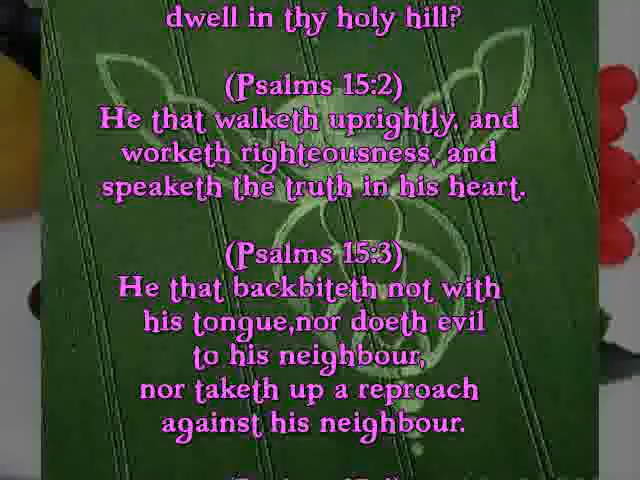 dwell in thy holy hill?
(Psalms 15:2)
He that walketh uprightly, and
worketh righteousness, and
speaketh the truth in his heart.
(Psalms 15:3)
He that backbiteth not with
his tongue,nor doeth evil
to his neighbour,
nor taketh up a reproach
against his neighbour.